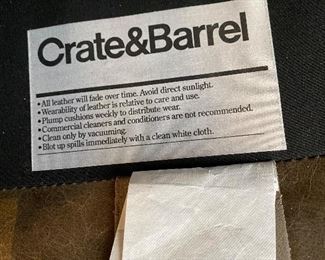 Crate&Barrel
• All leather will fade over time. Avoid direct sunlight.
• Wearability of leather is relative to care and use.
• Plump cushions weekly to distribute wear.
• Commercial cleaners and conditioners are not recommended.
• Clean only by vacuuming.
• Blot up spills immediately with a clean white cloth.